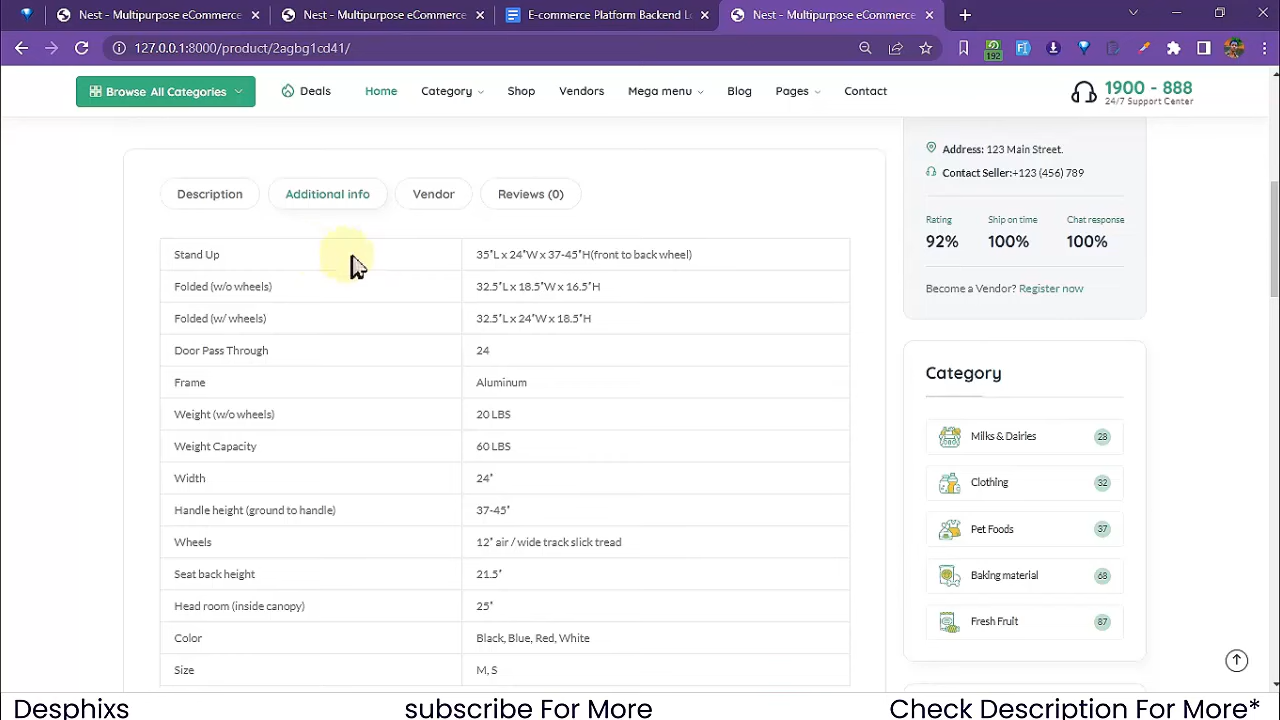 Nest - Multipurpose eCommerce
Nest - Multipurpose eCommerce
E-commerce Platform Backend Lo
Nest - Multipurpose eCommerce
127.0.0.1:8000/product/2agbg1cd41/
192
Browse All Categories
Deals
Home
Category
Shop
Vendors
Mega menu
Blog
Pages
Contact
1900 - 888
24/7 Support Center
Description
Additional info
Vendor
Reviews (0)
Stand Up 35"L x 24"W x 37-45"H(front to back wheel)
Folded (w/o wheels) 32.5"L x 18.5"W x 16.5"H
Folded (w/ wheels) 32.5"L x 24"W x 18.5"H
Door Pass Through 24
Frame Aluminum
Weight (w/o wheels) 20 LBS
Weight Capacity 60 LBS
Width 24"
Handle height (ground to handle) 37-45"
Wheels 12" air / wide track slick tread
Seat back height 21.5"
Head room (inside canopy) 25"
Color Black, Blue, Red, White
Size M, S
Address: 123 Main Street.
Contact Seller:+123 (456) 789
Rating Ship on time Chat response
92% 100% 100%
Become a Vendor? Register now
Category
Milks & Dairies 28
Clothing 32
Pet Foods 37
Baking material 68
Fresh Fruit 87
Desphixs
subscribe For More
Check Description For More*